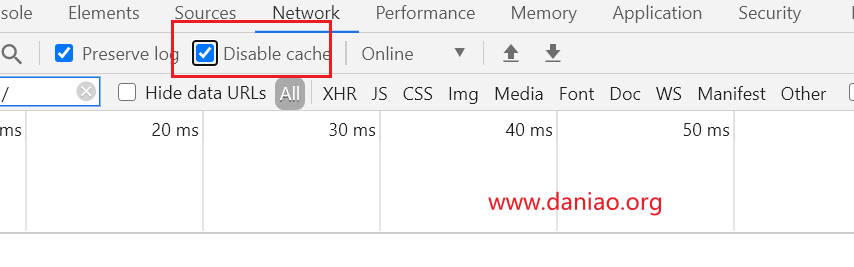 sole Elements Sources Network Performance Memory Application Security
Preserve log Disable cache Online
/ Hide data URLs All XHR JS CSS Img Media Font Doc WS Manifest Other
ms 20 ms 30 ms 40 ms 50 ms
www.daniao.org